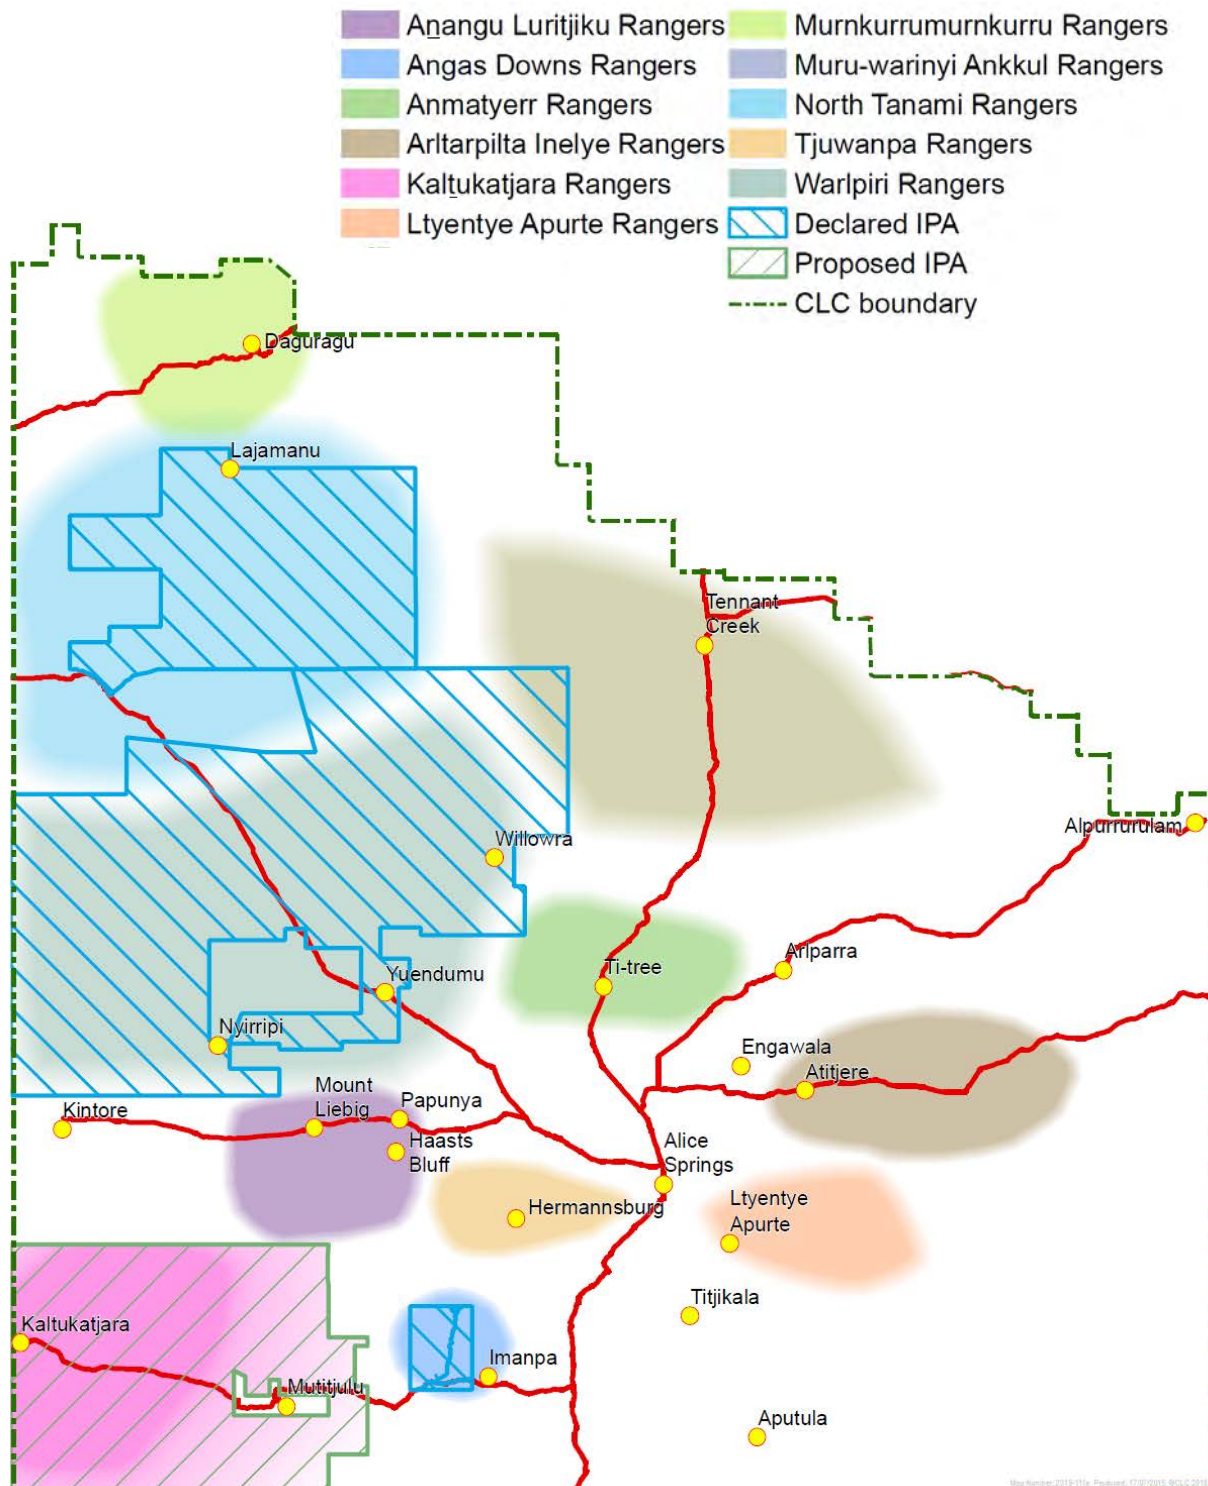 Aṉangu Luritjiku Rangers
Angas Downs Rangers
Anmatyerr Rangers
Arltarpilta Inelye Rangers
Kalṯukatjara Rangers
Ltyentye Apurte Rangers
Murnkurrumurnkurru Rangers
Muru-warinyi Ankkul Rangers
North Tanami Rangers
Tjuwanpa Rangers
Warlpiri Rangers
Declared IPA
Proposed IPA
CLC boundary
Daguragu
Lajamanu
Tennant
Creek
Alpurrurulam
Willowra
Arlparra
Ti-tree
Yuendumu
Nyirripi
Engawala
Atitjere
Mount
Liebig
Papunya
Kintore
Haasts
Bluff
Alice
Springs
Hermannsburg
Ltyentye
Apurte
Titjikala
Kaltukatjara
Imanpa
Mutitjulu
Aputula